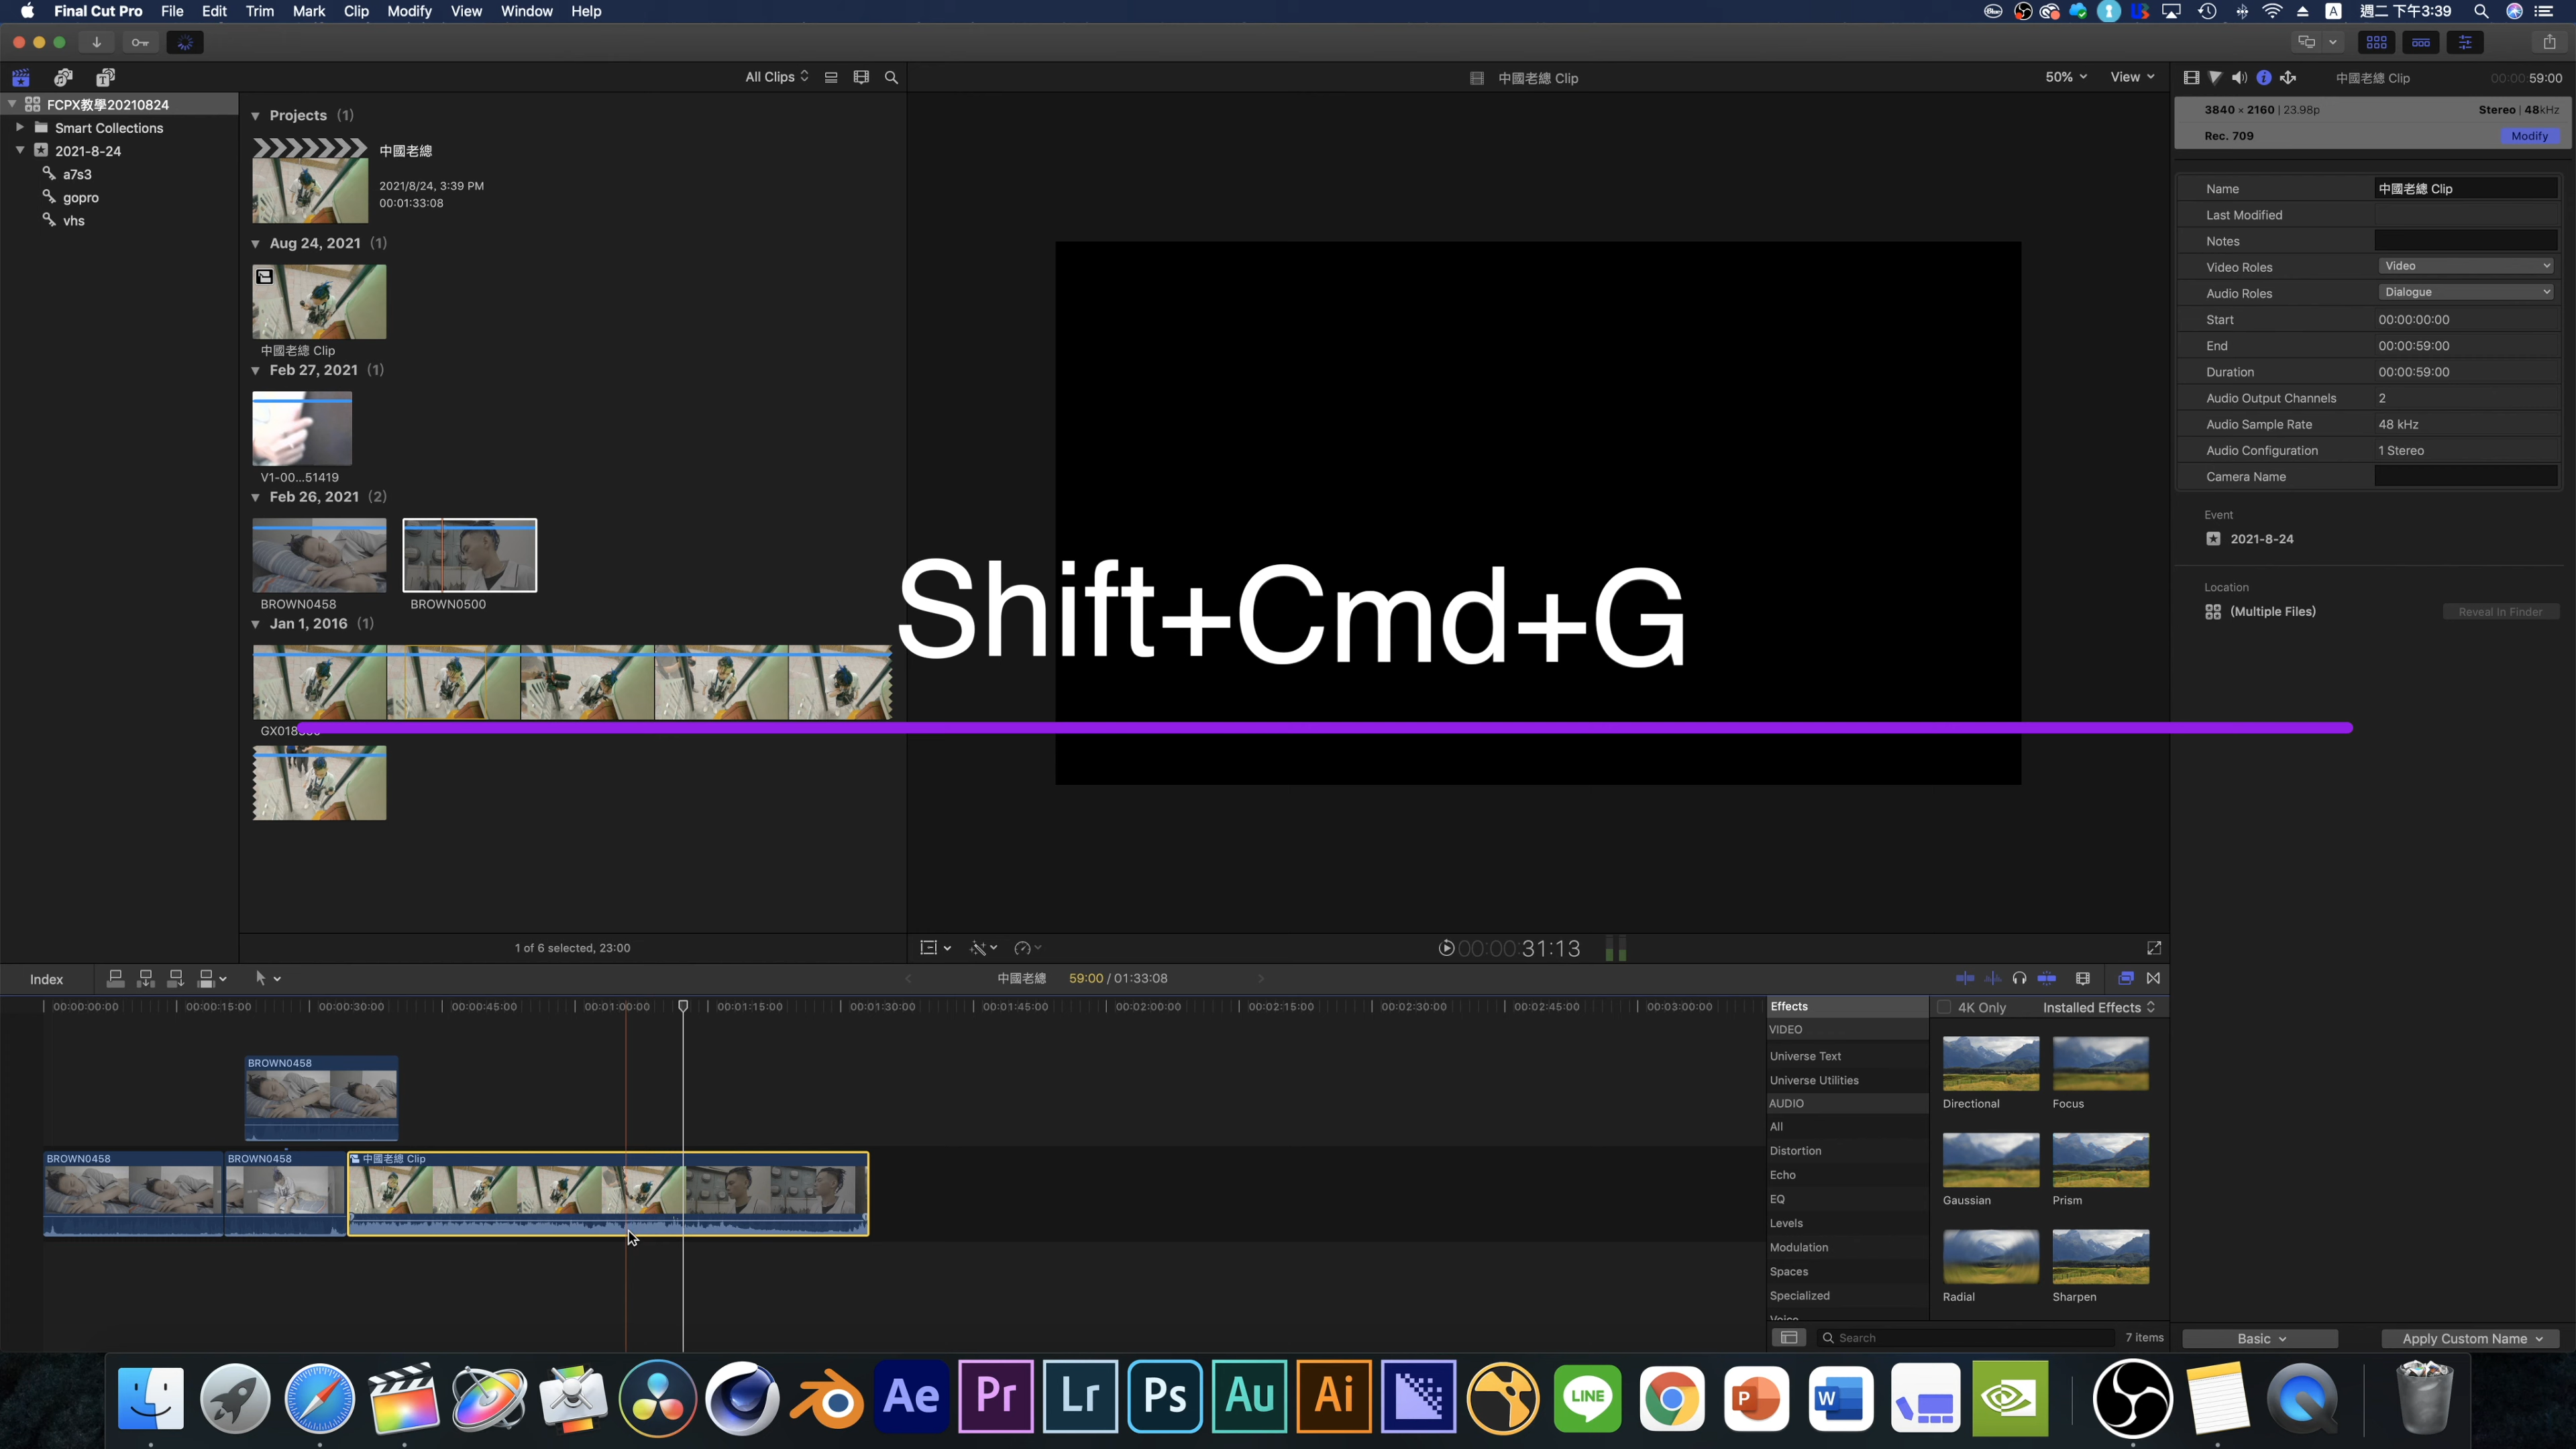 Final Cut Pro File Edit Trim Mark Clip Modify View Window Help
A 週二 下午3:39
All Clips
中國老總 Clip
50% View
中國老總 Clip
00:00:59:00
FCPX教學20210824
Smart Collections
2021-8-24
a7s3
gopro
vhs
Projects (1)
中國老總
2021/8/24, 3:39 PM
00:01:33:08
Aug 24, 2021 (1)
中國老總 Clip
Feb 27, 2021 (1)
V1-00...51419
Feb 26, 2021 (2)
BROWN0458
BROWN0500
Jan 1, 2016 (1)
1 of 6 selected, 23:00
Shift+Cmd+G
3840 × 2160 | 23.98p
Stereo | 48kHz
Rec. 709
Modify
Name 中國老總 Clip
Last Modified
Notes
Video Roles Video
Audio Roles Dialogue
Start 00:00:00:00
End 00:00:59:00
Duration 00:00:59:00
Audio Output Channels 2
Audio Sample Rate 48 kHz
Audio Configuration 1 Stereo
Camera Name
Event
2021-8-24
Location
(Multiple Files)
Reveal In Finder
00:00:31:13
Index
中國老總 59:00 / 01:33:08
00:00:00:00 00:00:15:00 00:00:30:00 00:00:45:00 00:01:00:00 00:01:15:00 00:01:30:00 00:01:45:00 00:02:00:00 00:02:15:00 00:02:30:00 00:02:45:00 00:03:00:00
BROWN0458
BROWN0458
BROWN0458
中國老總 Clip
Effects
4K Only
Installed Effects
VIDEO
Universe Text
Universe Utilities
AUDIO
All
Distortion
Echo
EQ
Levels
Modulation
Spaces
Specialized
Voice
Directional
Focus
Gaussian
Prism
Radial
Sharpen
Search
7 items
Basic
Apply Custom Name
Ae Pr Lr Ps Au Ai LINE P W